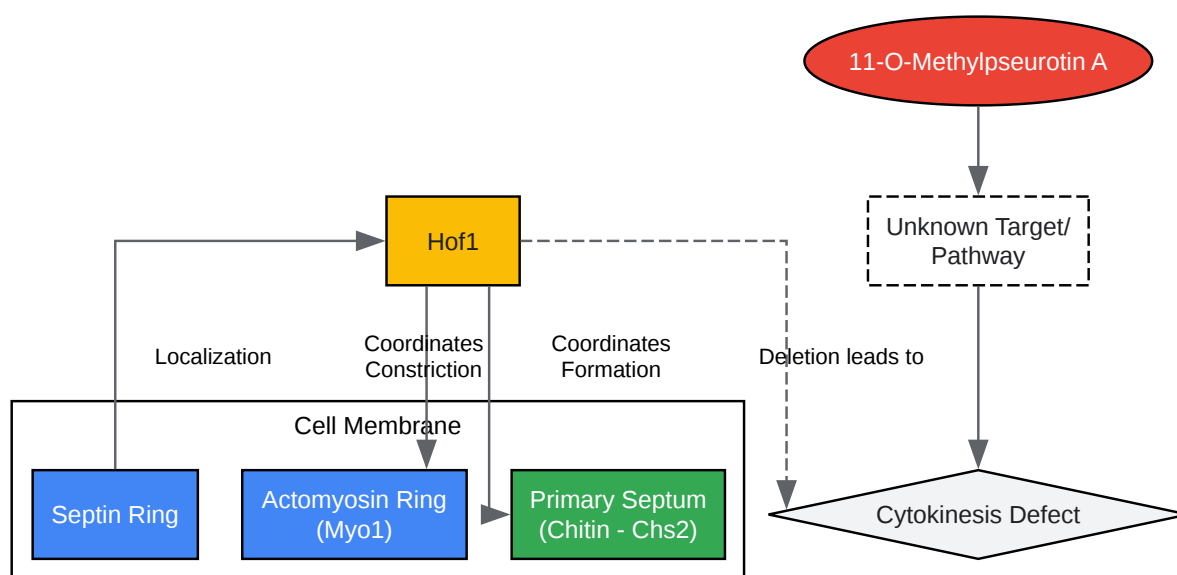 11-O-Methylpseurotin A
Hof1
Unknown Target/
Pathway
Localization
Coordinates
Constriction
Coordinates
Formation
Deletion leads to
Cell Membrane
Septin Ring
Actomyosin Ring
(Myo1)
Primary Septum
(Chitin - Chs2)
Cytokinesis Defect